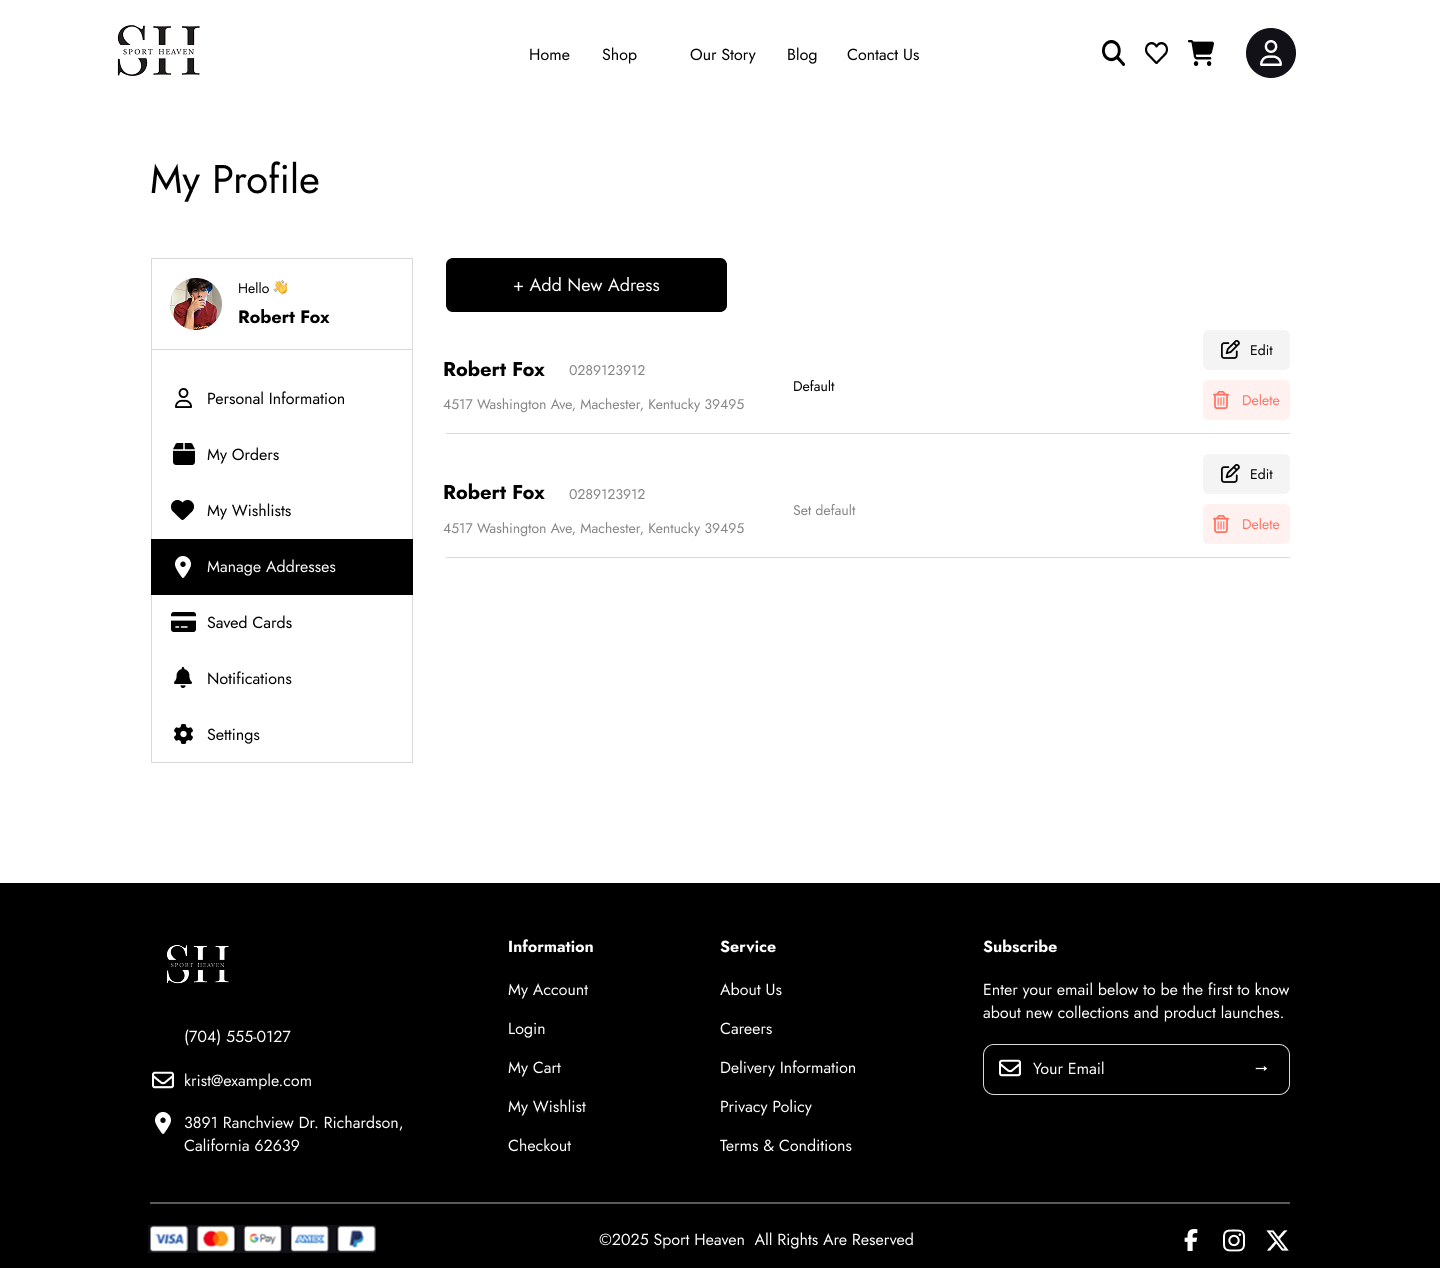 SH
SPORT HEAVEN
Home Shop Our Story Blog Contact Us
My Profile
Hello 👋
Robert Fox
Personal Information
My Orders
My Wishlists
Manage Addresses
Saved Cards
Notifications
Settings
+ Add New Adress
Robert Fox 0289123912
4517 Washington Ave, Machester, Kentucky 39495
Default
Edit
Delete
Robert Fox 0289123912
4517 Washington Ave, Machester, Kentucky 39495
Set default
Edit
Delete
SH
SPORT HEAVEN
(704) 555-0127
krist@example.com
3891 Ranchview Dr. Richardson,
California 62639
Information
My Account
Login
My Cart
My Wishlist
Checkout
Service
About Us
Careers
Delivery Information
Privacy Policy
Terms & Conditions
Subscribe
Enter your email below to be the first to know
about new collections and product launches.
Your Email →
VISA G Pay AMEX
©2025 Sport Heaven All Rights Are Reserved